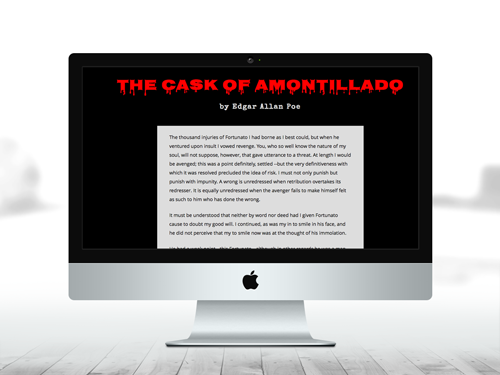 THE CASK OF AMONTILLADO
by Edgar Allan Poe
The thousand injuries of Fortunato I had borne as I best could, but when he
ventured upon insult I vowed revenge. You, who so well know the nature of my
soul, will not suppose, however, that gave utterance to a threat. At length I would
be avenged; this was a point definitely, settled –but the very definitiveness with
which it was resolved precluded the idea of risk. I must not only punish but
punish with impunity. A wrong is unredressed when retribution overtakes its
redresser. It is equally unredressed when the avenger fails to make himself felt
as such to him who has done the wrong.
It must be understood that neither by word nor deed had I given Fortunato
cause to doubt my good will. I continued, as was my in to smile in his face, and
he did not perceive that my to smile now was at the thought of his immolation.